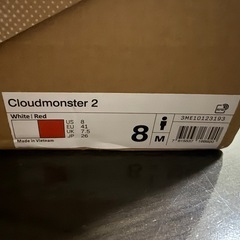 Cloudmonster 2
White | Red
US 8
EU 41
UK 7.5
JP 26
Made in Vietnam
8
M
3ME10123193